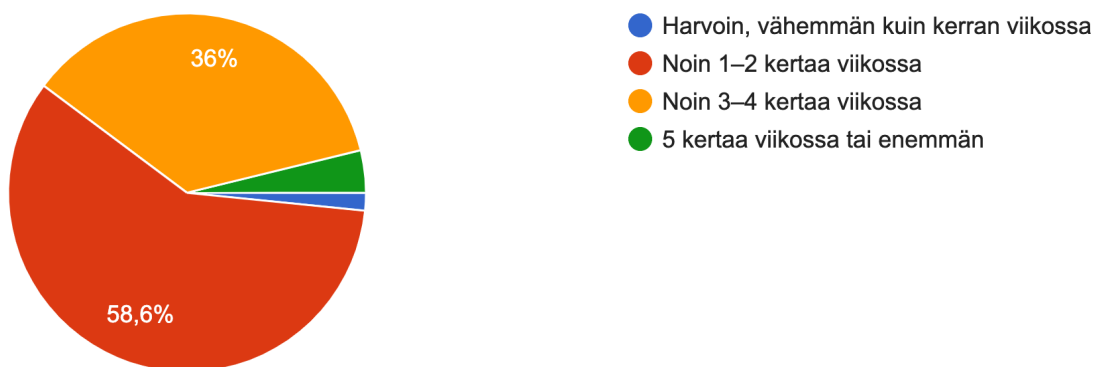 36%
58,6%
Harvoin, vähemmän kuin kerran viikossa
Noin 1–2 kertaa viikossa
Noin 3–4 kertaa viikossa
5 kertaa viikossa tai enemmän